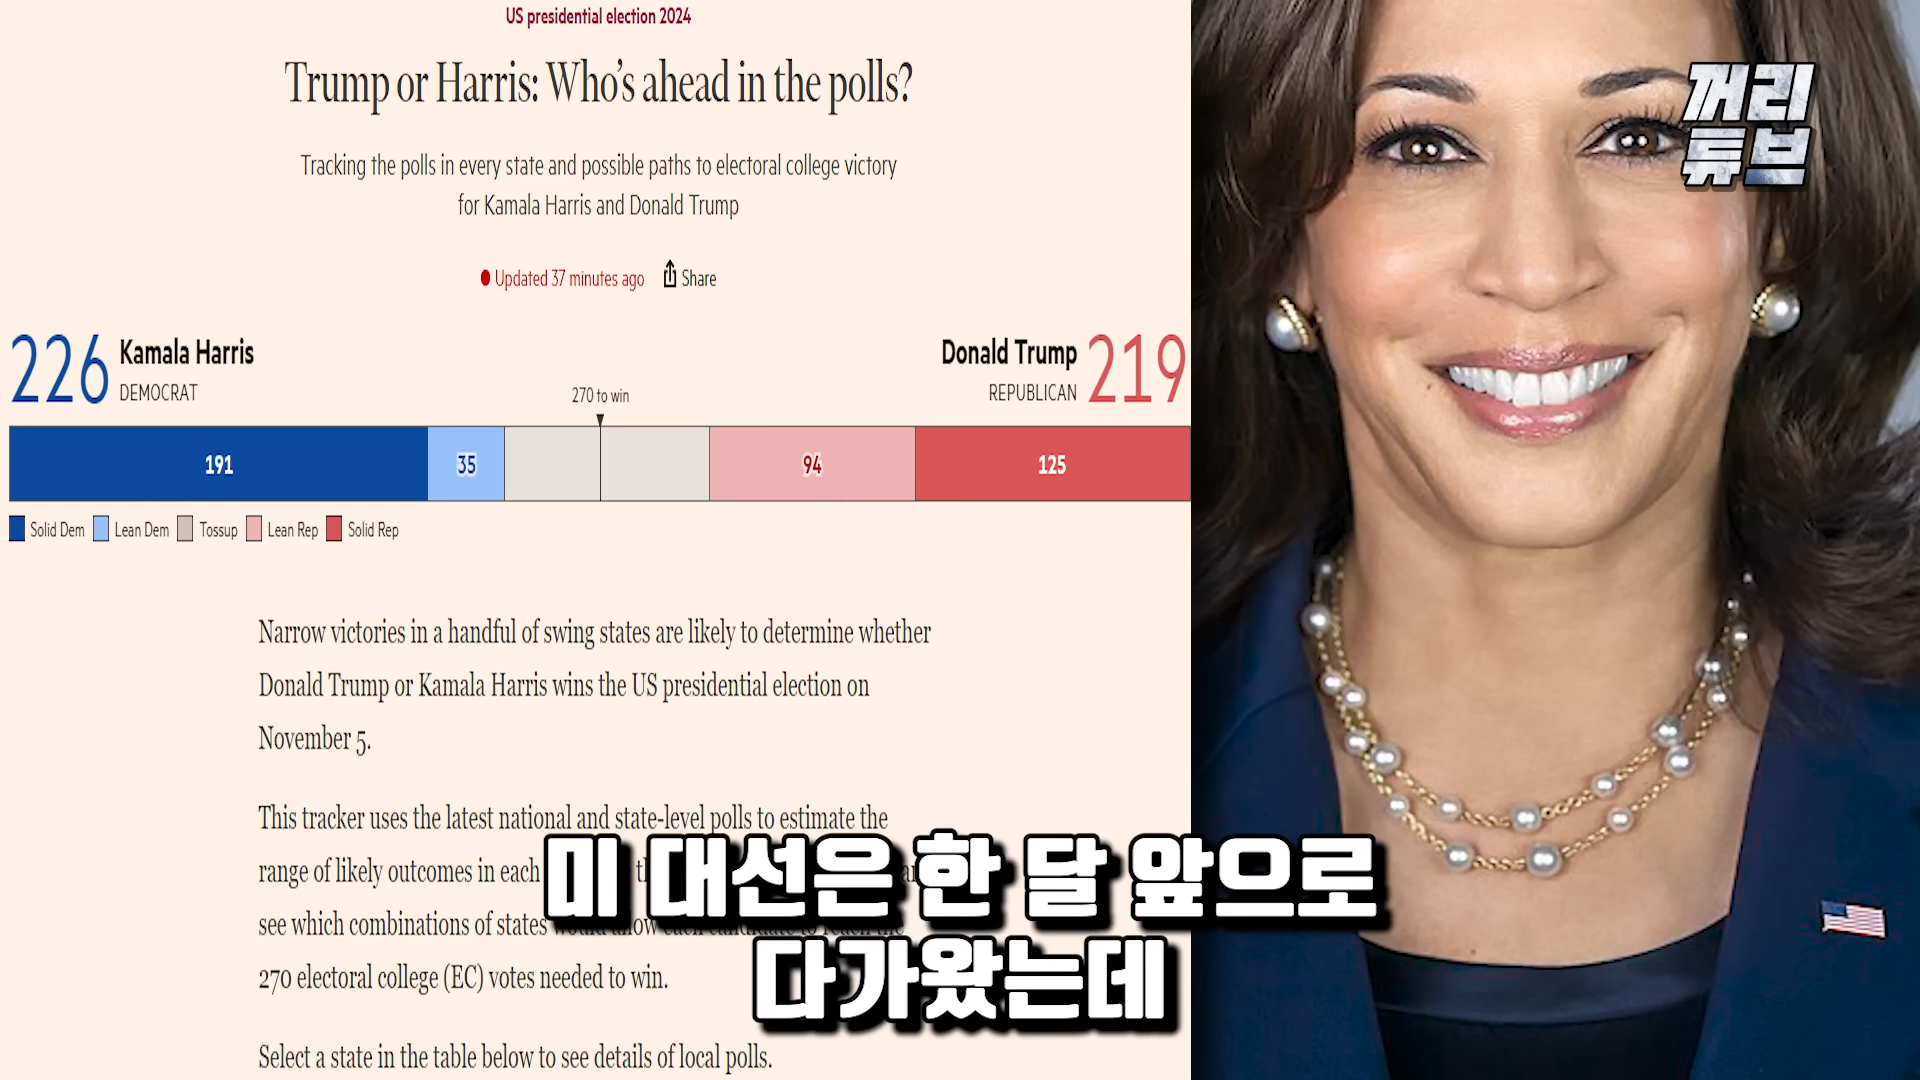 US presidential election 2024
Trump or Harris: Who's ahead in the polls?
Tracking the polls in every state and possible paths to electoral college victory
for Kamala Harris and Donald Trump
Updated 37 minutes ago Share
226 Kamala Harris
DEMOCRAT
270 to win
Donald Trump 219
REPUBLICAN
191 35 94 125
Solid Dem Lean Dem Tossup Lean Rep Solid Rep
Narrow victories in a handful of swing states are likely to determine whether
Donald Trump or Kamala Harris wins the US presidential election on
November 5.
This tracker uses the latest national and state-level polls to estimate the
range of likely outcomes in each
see which combinations of states would allow each candidate to reach the
270 electoral college (EC) votes needed to win.
Select a state in the table below to see details of local polls.
꺼리
튜브
미 대선은 한 달 앞으로
다가왔는데